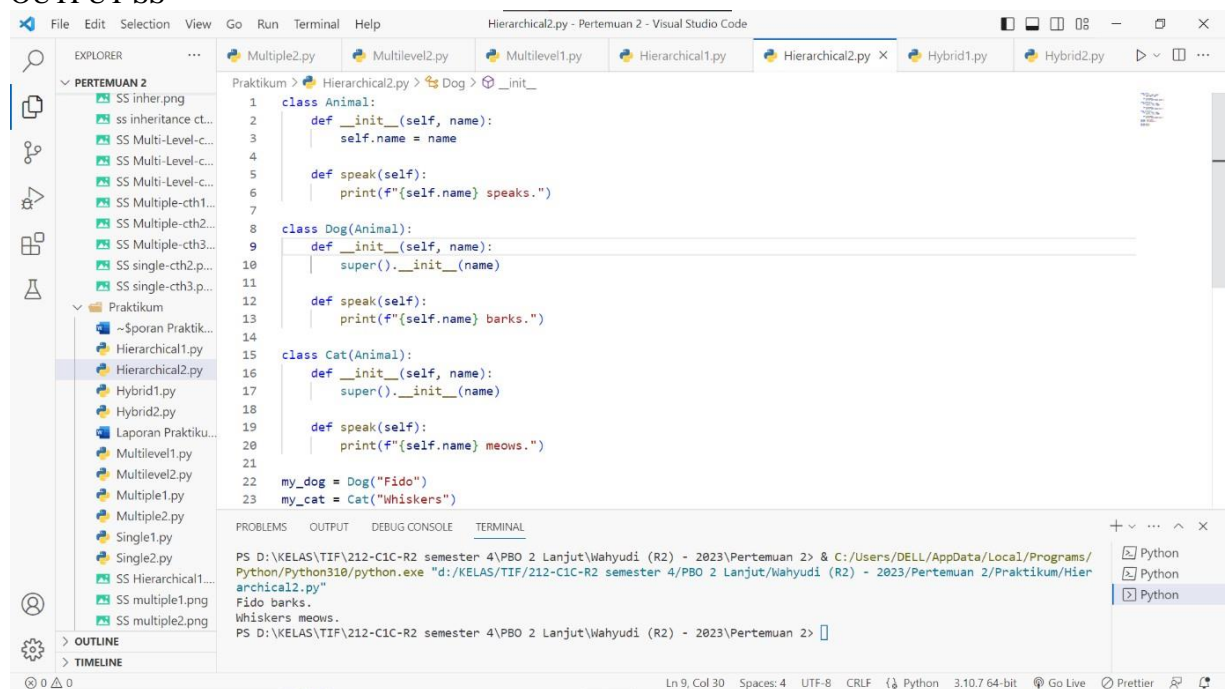 OUTPUT SS
File Edit Selection View Go Run Terminal Help Hierarchical2.py - Pertemuan 2 - Visual Studio Code
EXPLORER ...
Multiple2.py Multilevel2.py Multilevel1.py Hierarchical1.py Hierarchical2.py Hybrid1.py Hybrid2.py
PERTEMUAN 2
SS inher.png
ss inheritance ct...
SS Multi-Level-c...
SS Multi-Level-c...
SS Multi-Level-c...
SS Multiple-cth1...
SS Multiple-cth2...
SS Multiple-cth3...
SS single-cth2.p...
SS single-cth3.p...
Praktikum
~$poran Praktik...
Hierarchical1.py
Hierarchical2.py
Hybrid1.py
Hybrid2.py
Laporan Praktiku...
Multilevel1.py
Multilevel2.py
Multiple1.py
Multiple2.py
Single1.py
Single2.py
SS Hierarchical1....
SS multiple1.png
SS multiple2.png
OUTLINE
TIMELINE
Praktikum > Hierarchical2.py > Dog > __init__
1 class Animal:
2     def __init__(self, name):
3         self.name = name
4
5     def speak(self):
6         print(f"{self.name} speaks.")
7
8 class Dog(Animal):
9     def __init__(self, name):
10         super().__init__(name)
11
12     def speak(self):
13         print(f"{self.name} barks.")
14
15 class Cat(Animal):
16     def __init__(self, name):
17         super().__init__(name)
18
19     def speak(self):
20         print(f"{self.name} meows.")
21
22 my_dog = Dog("Fido")
23 my_cat = Cat("Whiskers")
PROBLEMS OUTPUT DEBUG CONSOLE TERMINAL
PS D:\KELAS\TIF\212-C1C-R2 semester 4\PBO 2 Lanjut\Wahyudi (R2) - 2023\Pertemuan 2> & C:/Users/DELL/AppData/Local/Programs/
Python/Python310/python.exe "d:/KELAS/TIF/212-C1C-R2 semester 4/PBO 2 Lanjut/Wahyudi (R2) - 2023/Pertemuan 2/Praktikum/Hier
archical2.py"
Fido barks.
Whiskers meows.
PS D:\KELAS\TIF\212-C1C-R2 semester 4\PBO 2 Lanjut\Wahyudi (R2) - 2023\Pertemuan 2>
Python
Python
Python
0 0 Ln 9, Col 30 Spaces: 4 UTF-8 CRLF Python 3.10.7 64-bit Go Live Prettier